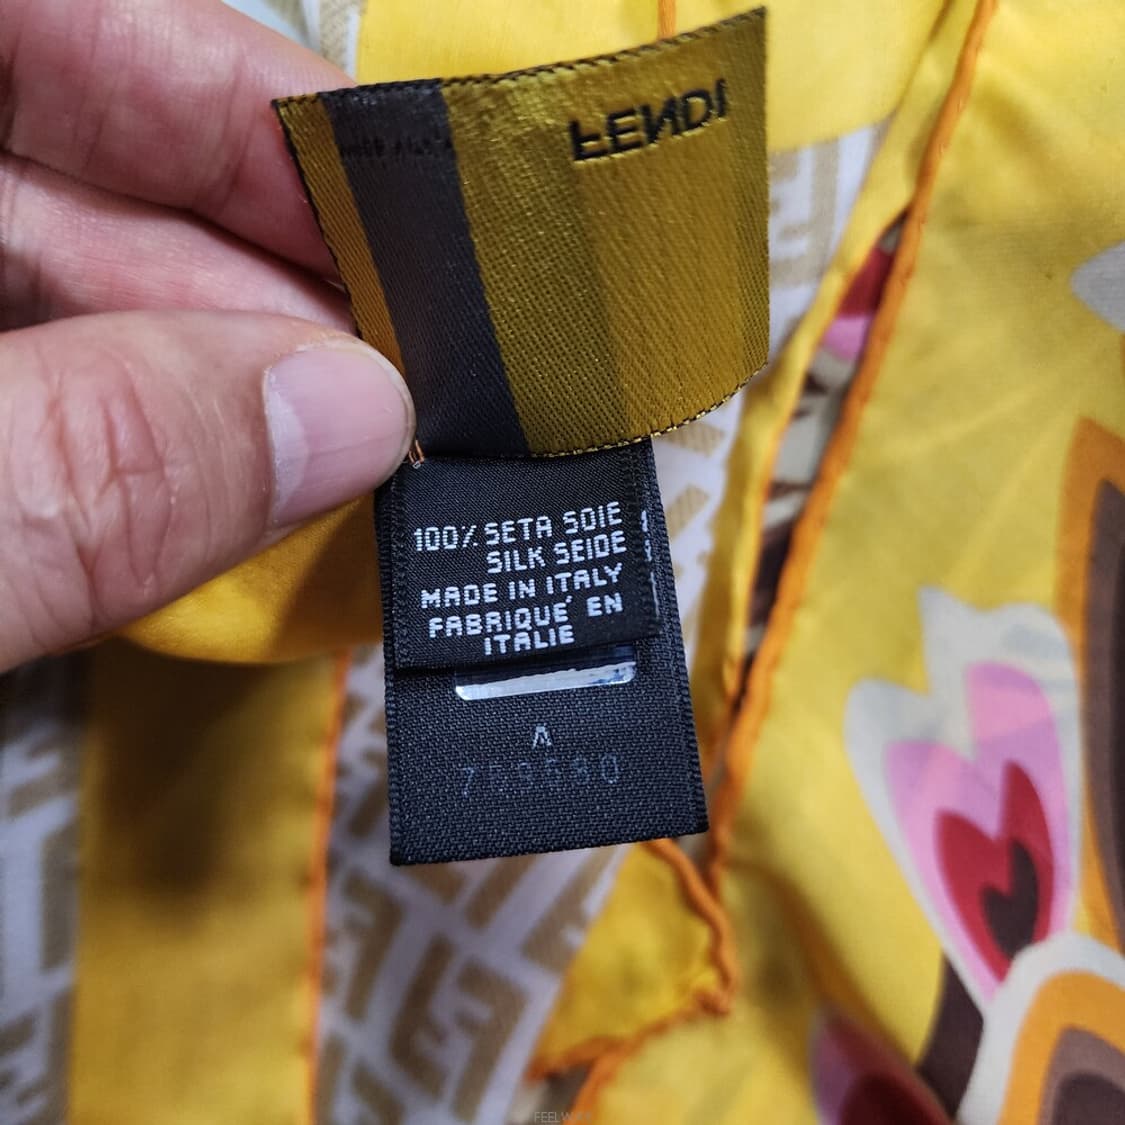 FENDI
100% SETA SOIE
SILK SEIDE
MADE IN ITALY
FABRIQUE' EN
ITALIE
A